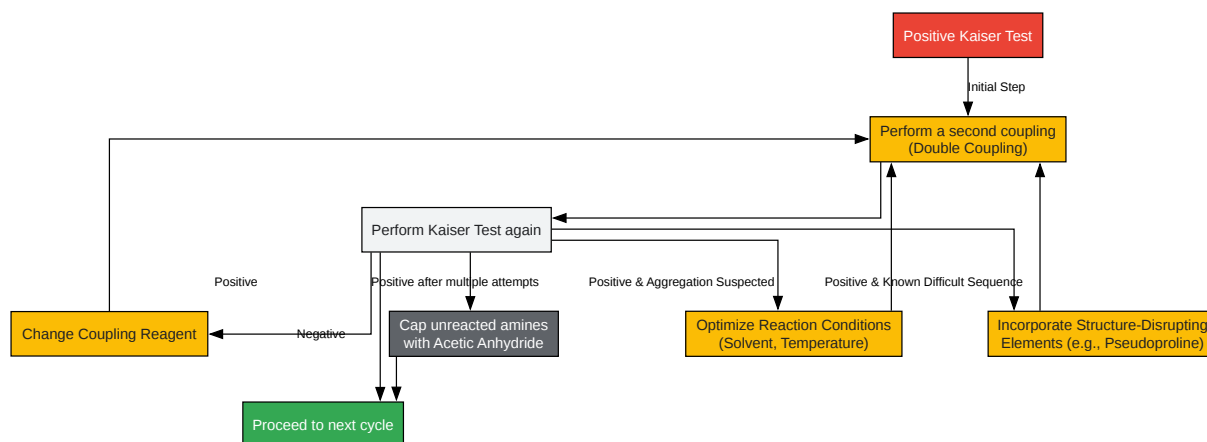 Positive Kaiser Test
Initial Step
Perform a second coupling
(Double Coupling)
Perform Kaiser Test again
Positive
Positive after multiple attempts
Positive & Aggregation Suspected
Positive & Known Difficult Sequence
Change Coupling Reagent
Negative
Cap unreacted amines
with Acetic Anhydride
Optimize Reaction Conditions
(Solvent, Temperature)
Incorporate Structure-Disrupting
Elements (e.g., Pseudoproline)
Proceed to next cycle